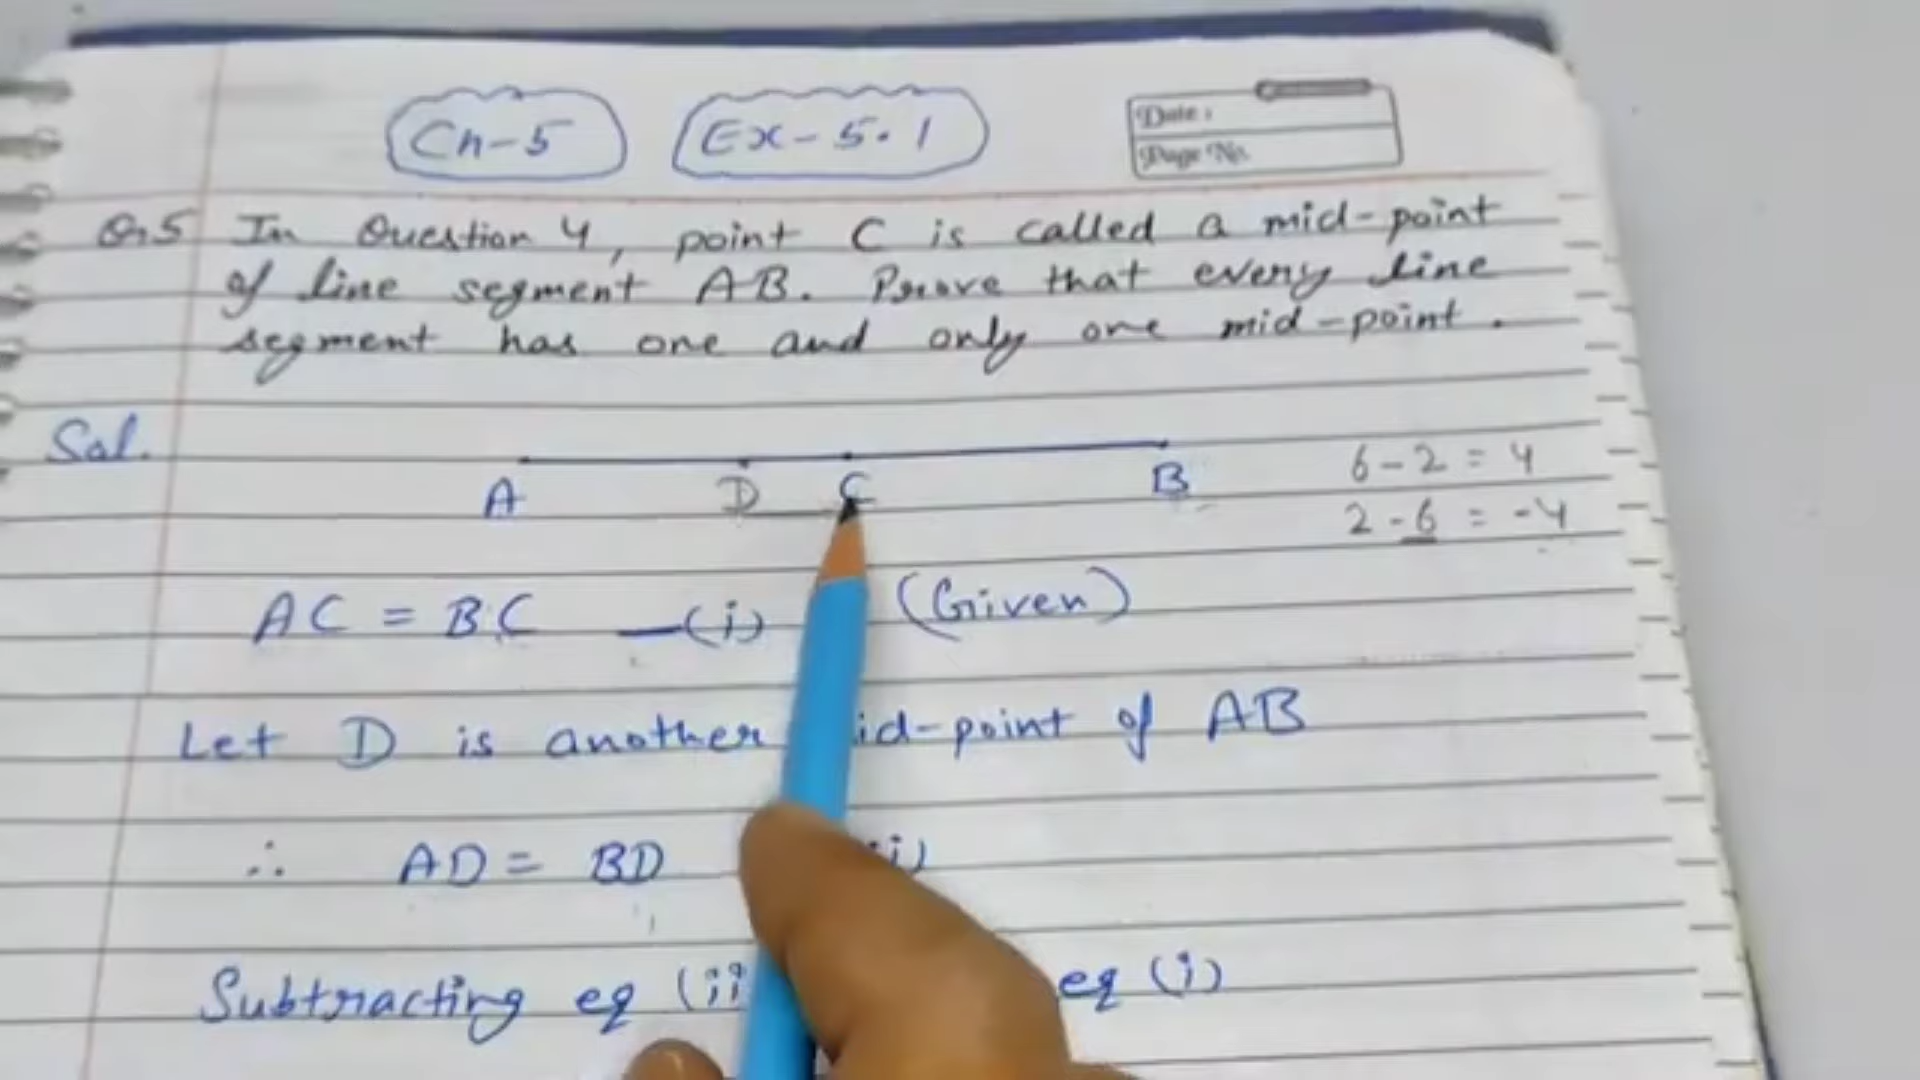 Ch-5 Ex-5.1
Date:
Page No.
Q.5 In Question 4, point C is called a mid-point
of line segment AB. Prove that every line
segment has one and only one mid-point.
Sol.
A D C B
6-2 = 4
2-6 = -4
AC = BC —(i) (Given)
Let D is another id-point of AB
∴ AD = BD i)
Subtracting eq (ii eq (i)